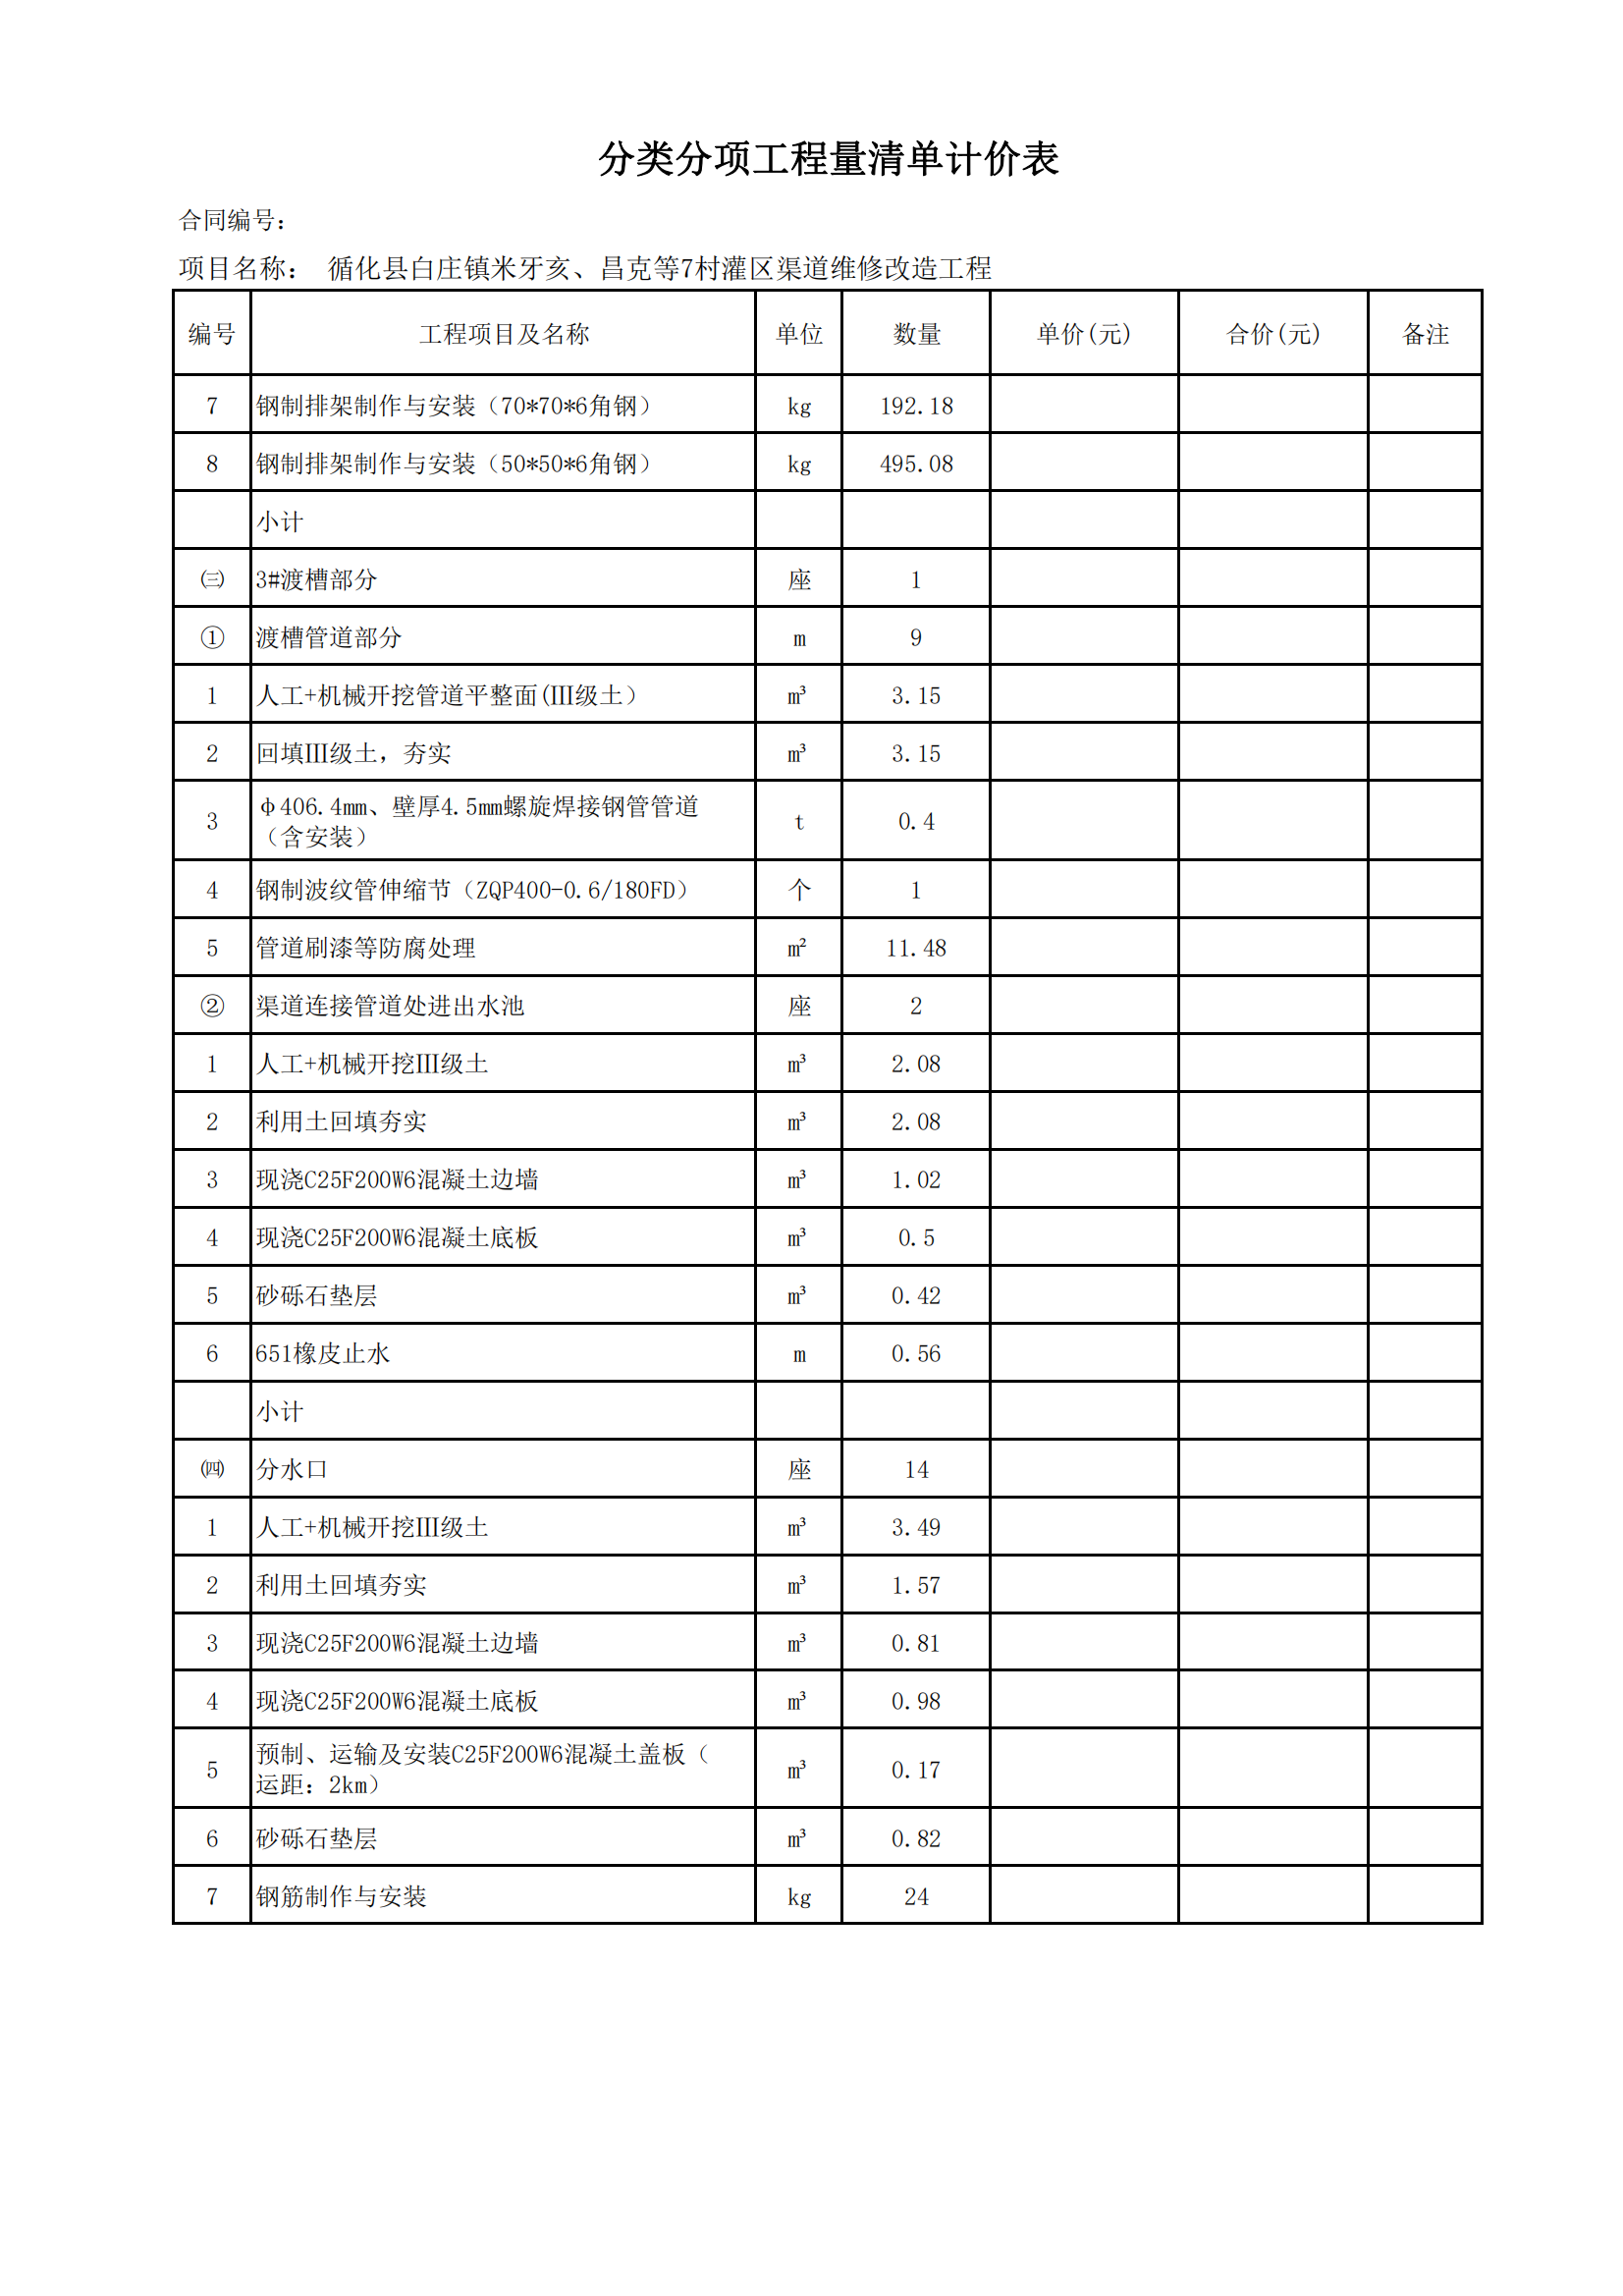 分类分项工程量清单计价表
合同编号：
项目名称： 循化县白庄镇米牙亥、昌克等7村灌区渠道维修改造工程
编号 工程项目及名称 单位 数量 单价(元) 合价(元) 备注
7 钢制排架制作与安装（70*70*6角钢） kg 192.18
8 钢制排架制作与安装（50*50*6角钢） kg 495.08
小计
㈢ 3#渡槽部分 座 1
① 渡槽管道部分 m 9
1 人工+机械开挖管道平整面(Ⅲ级土） m³ 3.15
2 回填Ⅲ级土，夯实 m³ 3.15
3 φ406.4mm、壁厚4.5mm螺旋焊接钢管管道
（含安装） t 0.4
4 钢制波纹管伸缩节（ZQP400-0.6/180FD） 个 1
5 管道刷漆等防腐处理 m² 11.48
② 渠道连接管道处进出水池 座 2
1 人工+机械开挖Ⅲ级土 m³ 2.08
2 利用土回填夯实 m³ 2.08
3 现浇C25F200W6混凝土边墙 m³ 1.02
4 现浇C25F200W6混凝土底板 m³ 0.5
5 砂砾石垫层 m³ 0.42
6 651橡皮止水 m 0.56
小计
㈣ 分水口 座 14
1 人工+机械开挖Ⅲ级土 m³ 3.49
2 利用土回填夯实 m³ 1.57
3 现浇C25F200W6混凝土边墙 m³ 0.81
4 现浇C25F200W6混凝土底板 m³ 0.98
5 预制、运输及安装C25F200W6混凝土盖板（
运距：2km） m³ 0.17
6 砂砾石垫层 m³ 0.82
7 钢筋制作与安装 kg 24